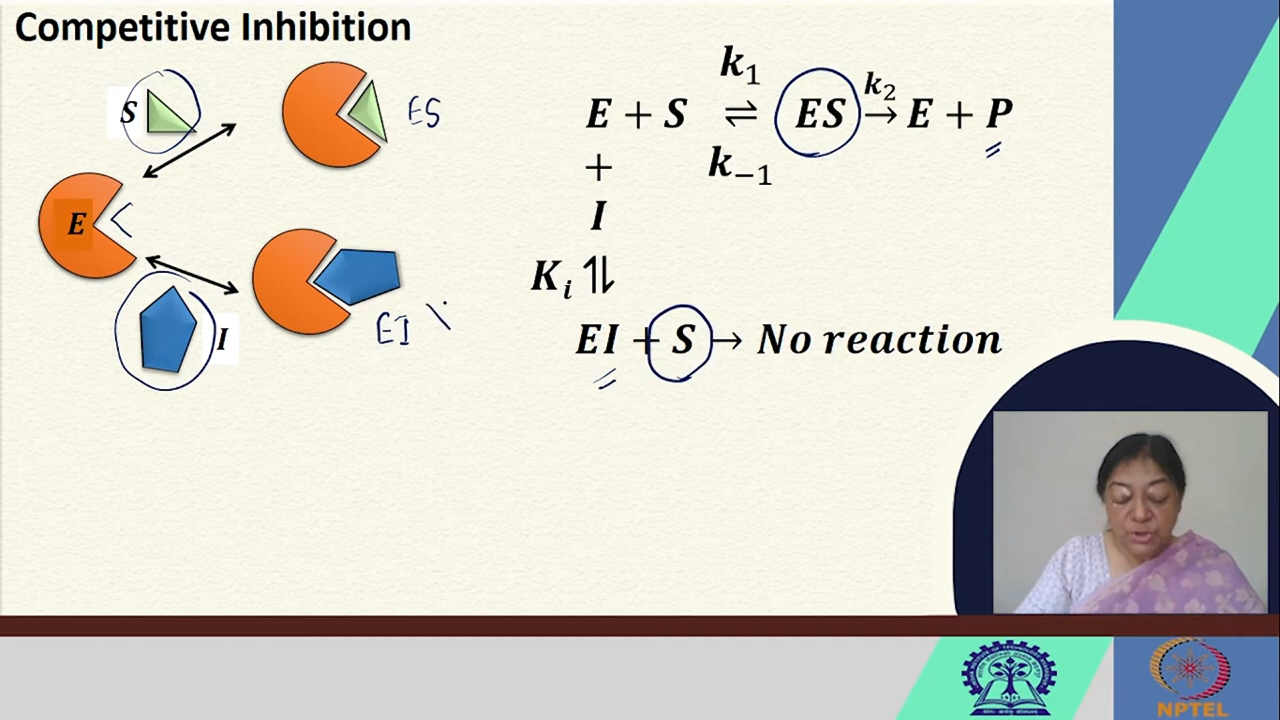 Competitive Inhibition
S
ES
E <
EI
I
k₁
E + S ⇌ ES → E + P
k₂
k₋₁
+
I
Kᵢ ⥮
EI + S → No reaction
NPTEL